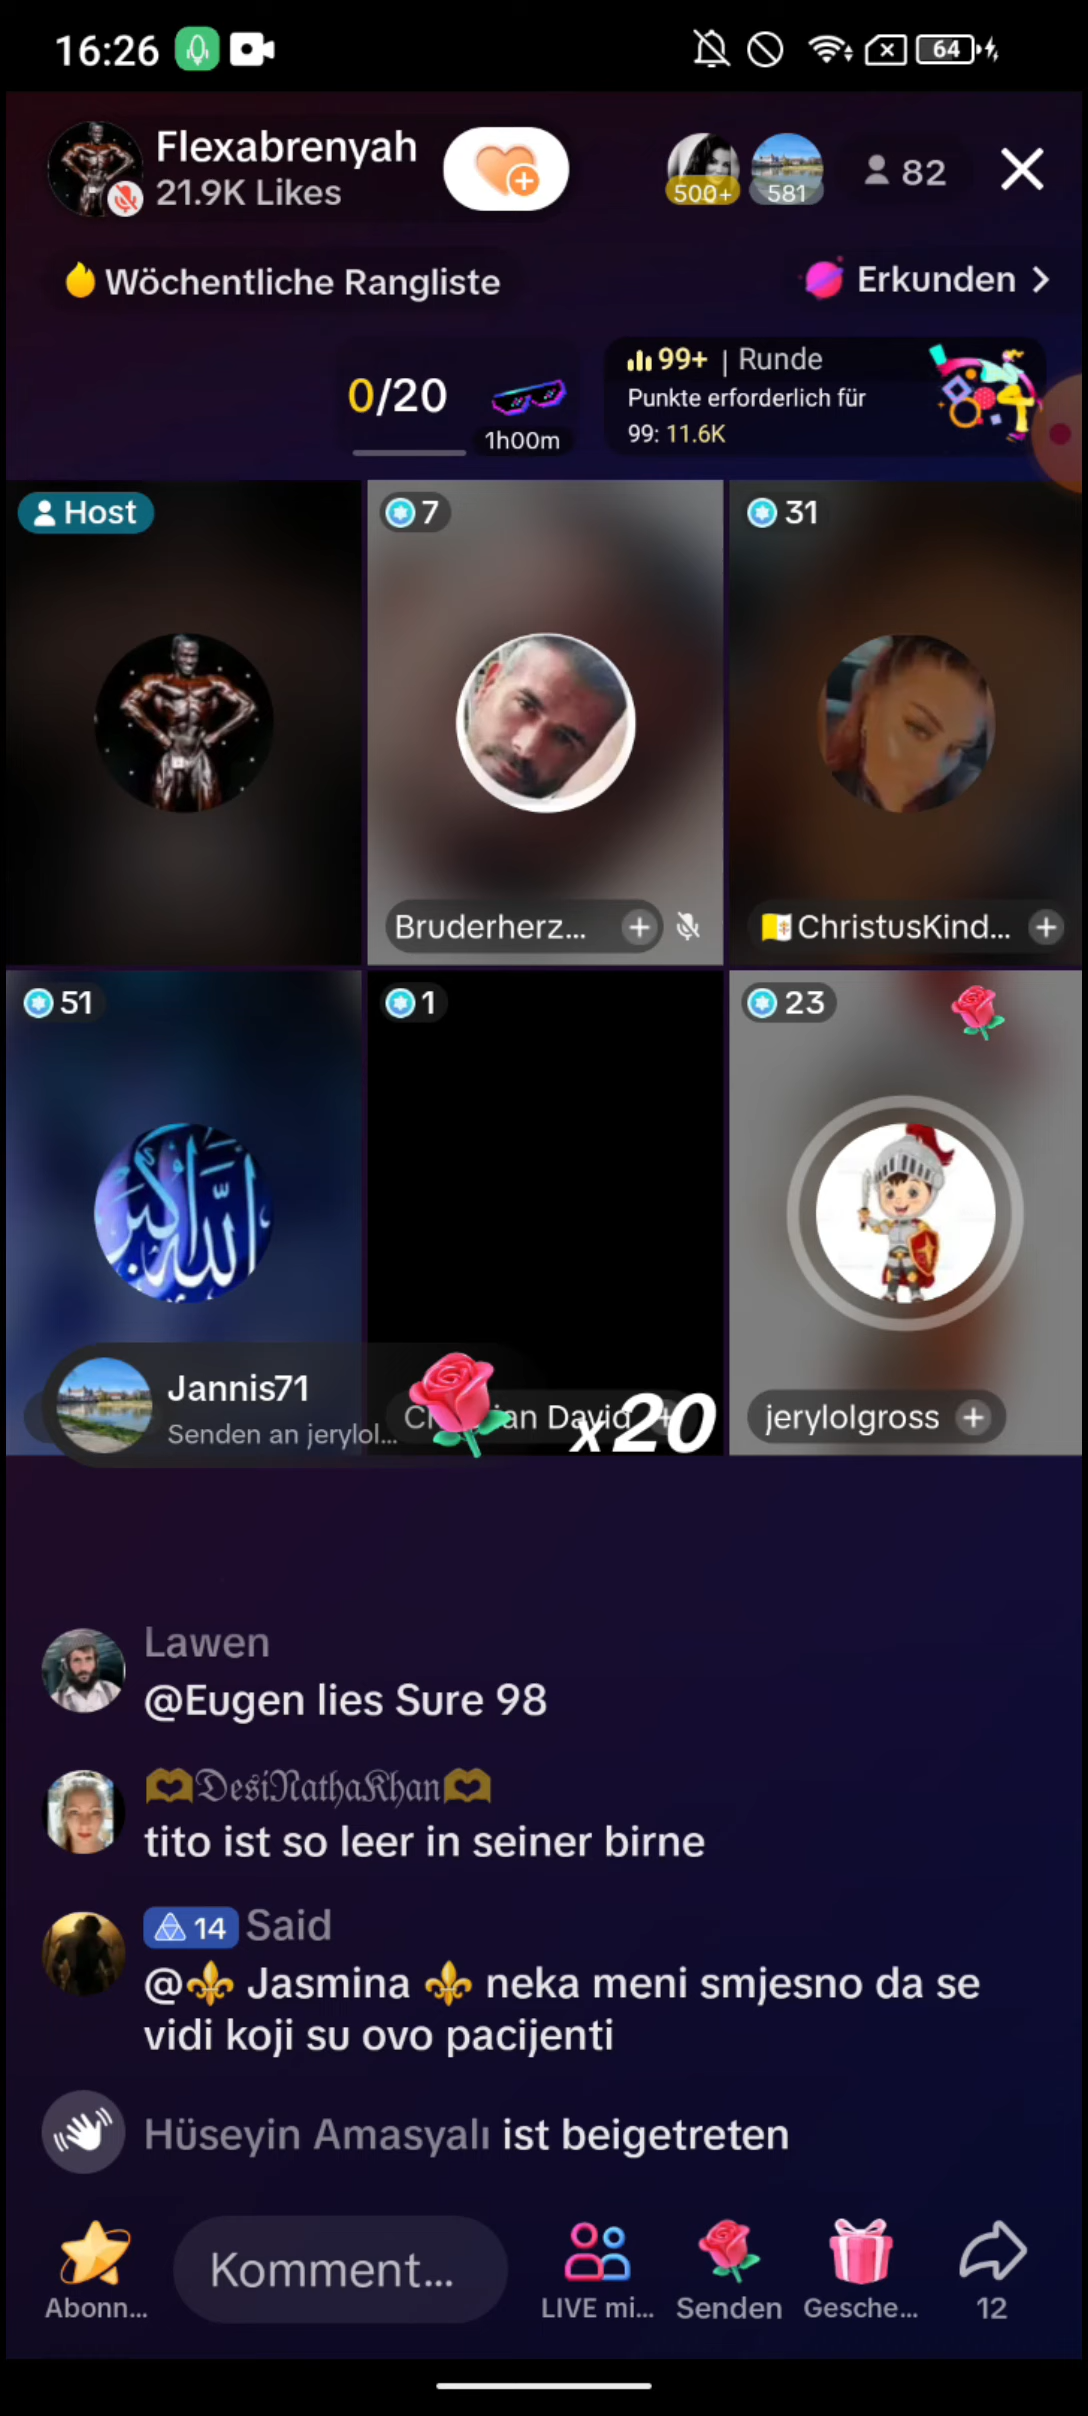 16:26
64
Flexabrenyah
21.9K Likes
500+
581
82
Wöchentliche Rangliste
Erkunden
0/20
1h00m
99+ | Runde
Punkte erforderlich für
99: 11.6K
Host
7
31
Bruderherz...
ChristusKind...
51
1
23
الله أكبر
Jannis71
Senden an jerylol...
David
x20
jerylolgross
Lawen
@Eugen lies Sure 98
DesiNathaKhan
tito ist so leer in seiner birne
14 Said
@⚜️ Jasmina ⚜️ neka meni smjesno da se
vidi koji su ovo pacijenti
Hüseyin Amasyalı ist beigetreten
Komment...
Abonn...
LIVE mi...
Senden
Gesche...
12